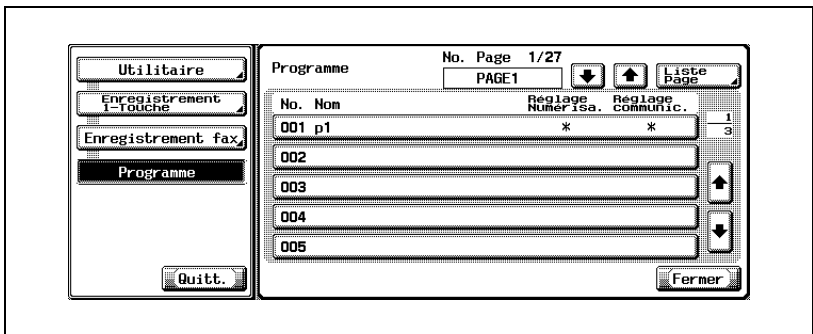 Utilitaire
Enregistrement
1-Touche
Enregistrement fax
Programme
Quitt.
Programme
No. Page 1/27
PAGE1
Liste
Page
No. Nom
Réglage
Numérisa.
Réglage
communic.
001 p1 * *
1
3
002
003
004
005
Fermer